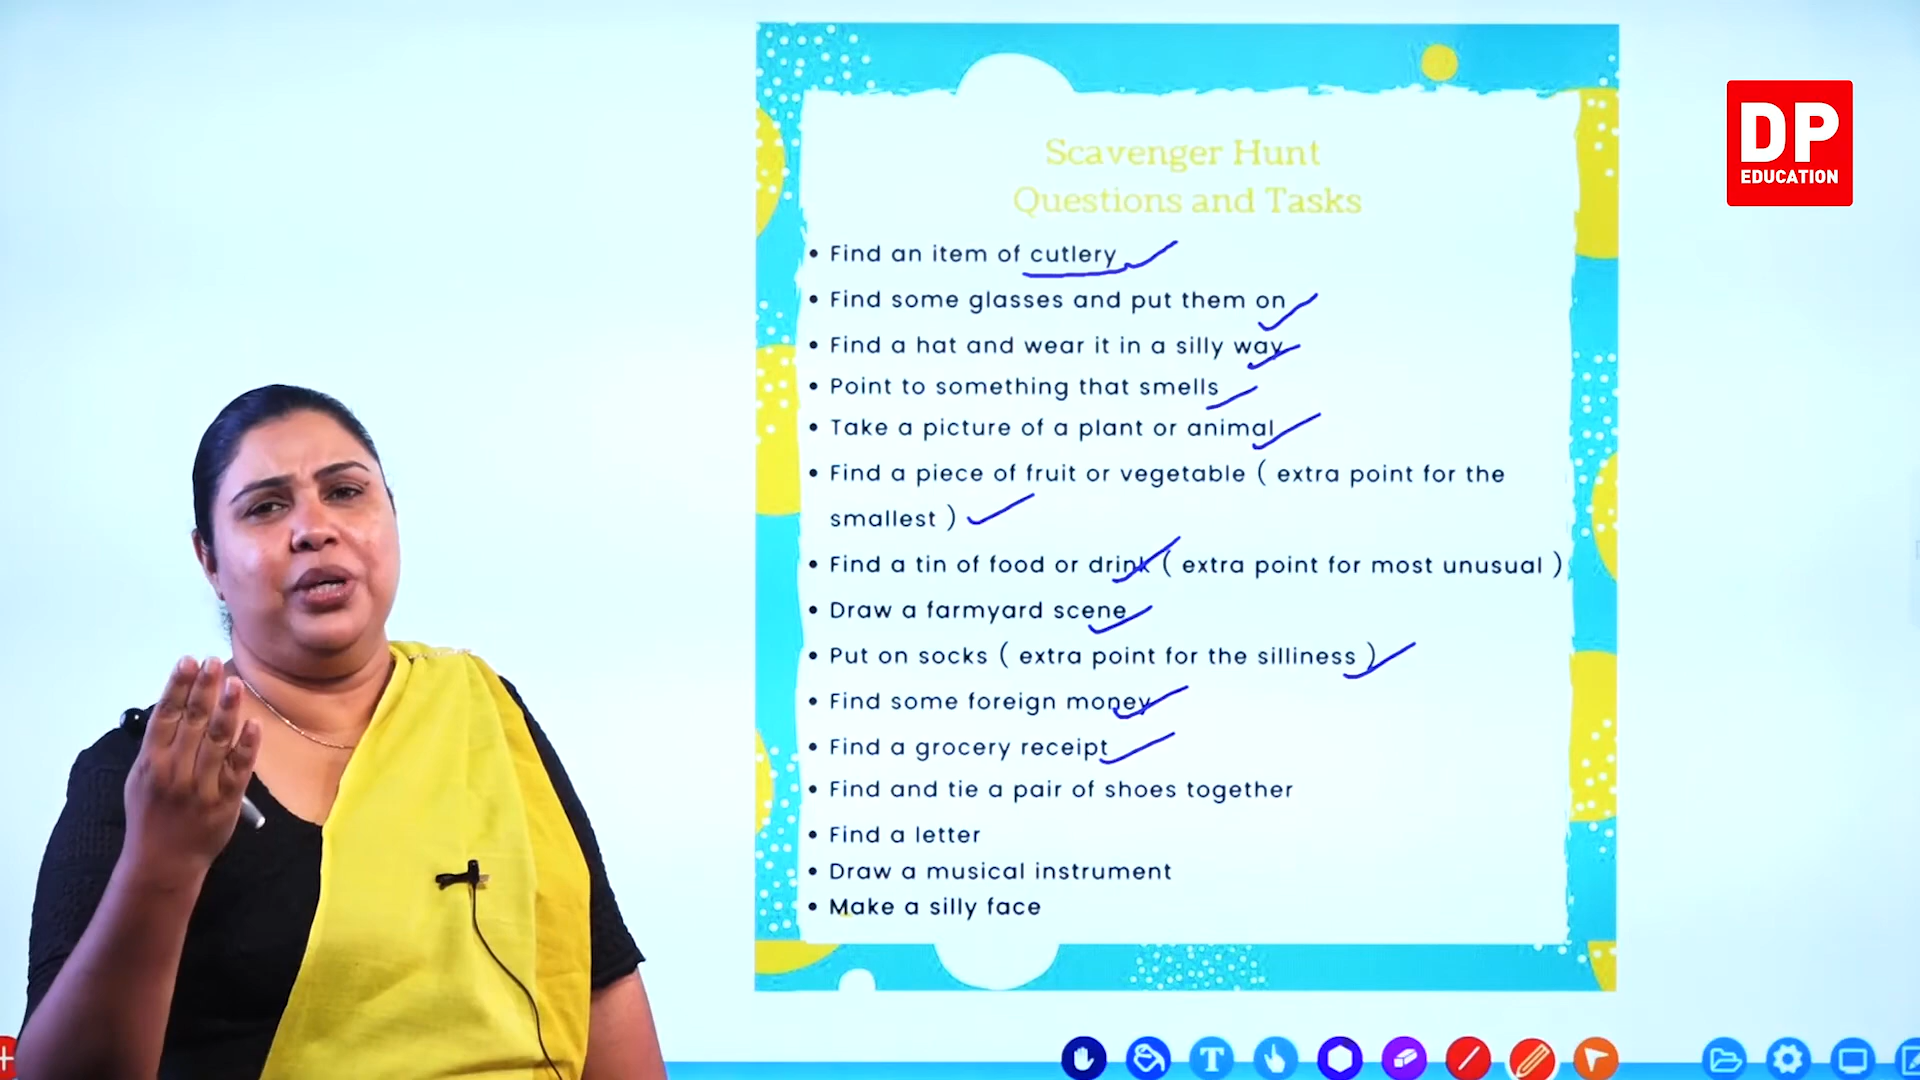 DP
EDUCATION
Scavenger Hunt
Questions and Tasks
• Find an item of cutlery
• Find some glasses and put them on
• Find a hat and wear it in a silly way
• Point to something that smells
• Take a picture of a plant or animal
• Find a piece of fruit or vegetable ( extra point for the
smallest )
• Find a tin of food or drink ( extra point for most unusual )
• Draw a farmyard scene
• Put on socks ( extra point for the silliness )
• Find some foreign money
• Find a grocery receipt
• Find and tie a pair of shoes together
• Find a letter
• Draw a musical instrument
• Make a silly face
T